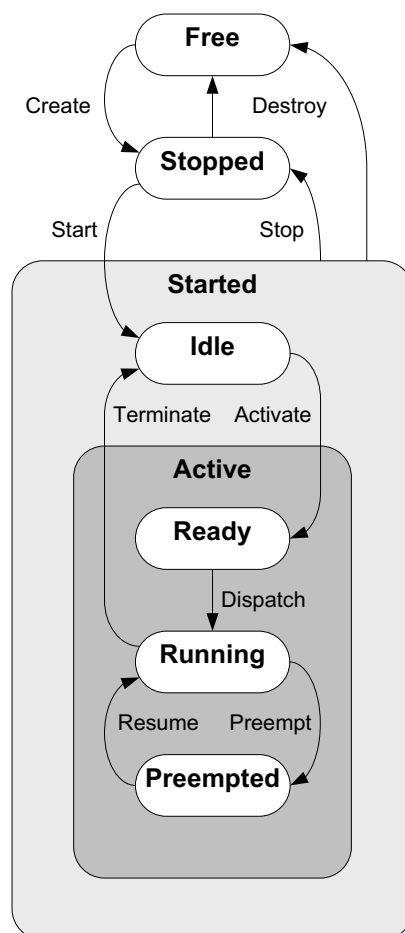 Free
Create
Destroy
Stopped
Start
Stop
Started
Idle
Terminate
Activate
Active
Ready
Dispatch
Running
Resume
Preempt
Preempted